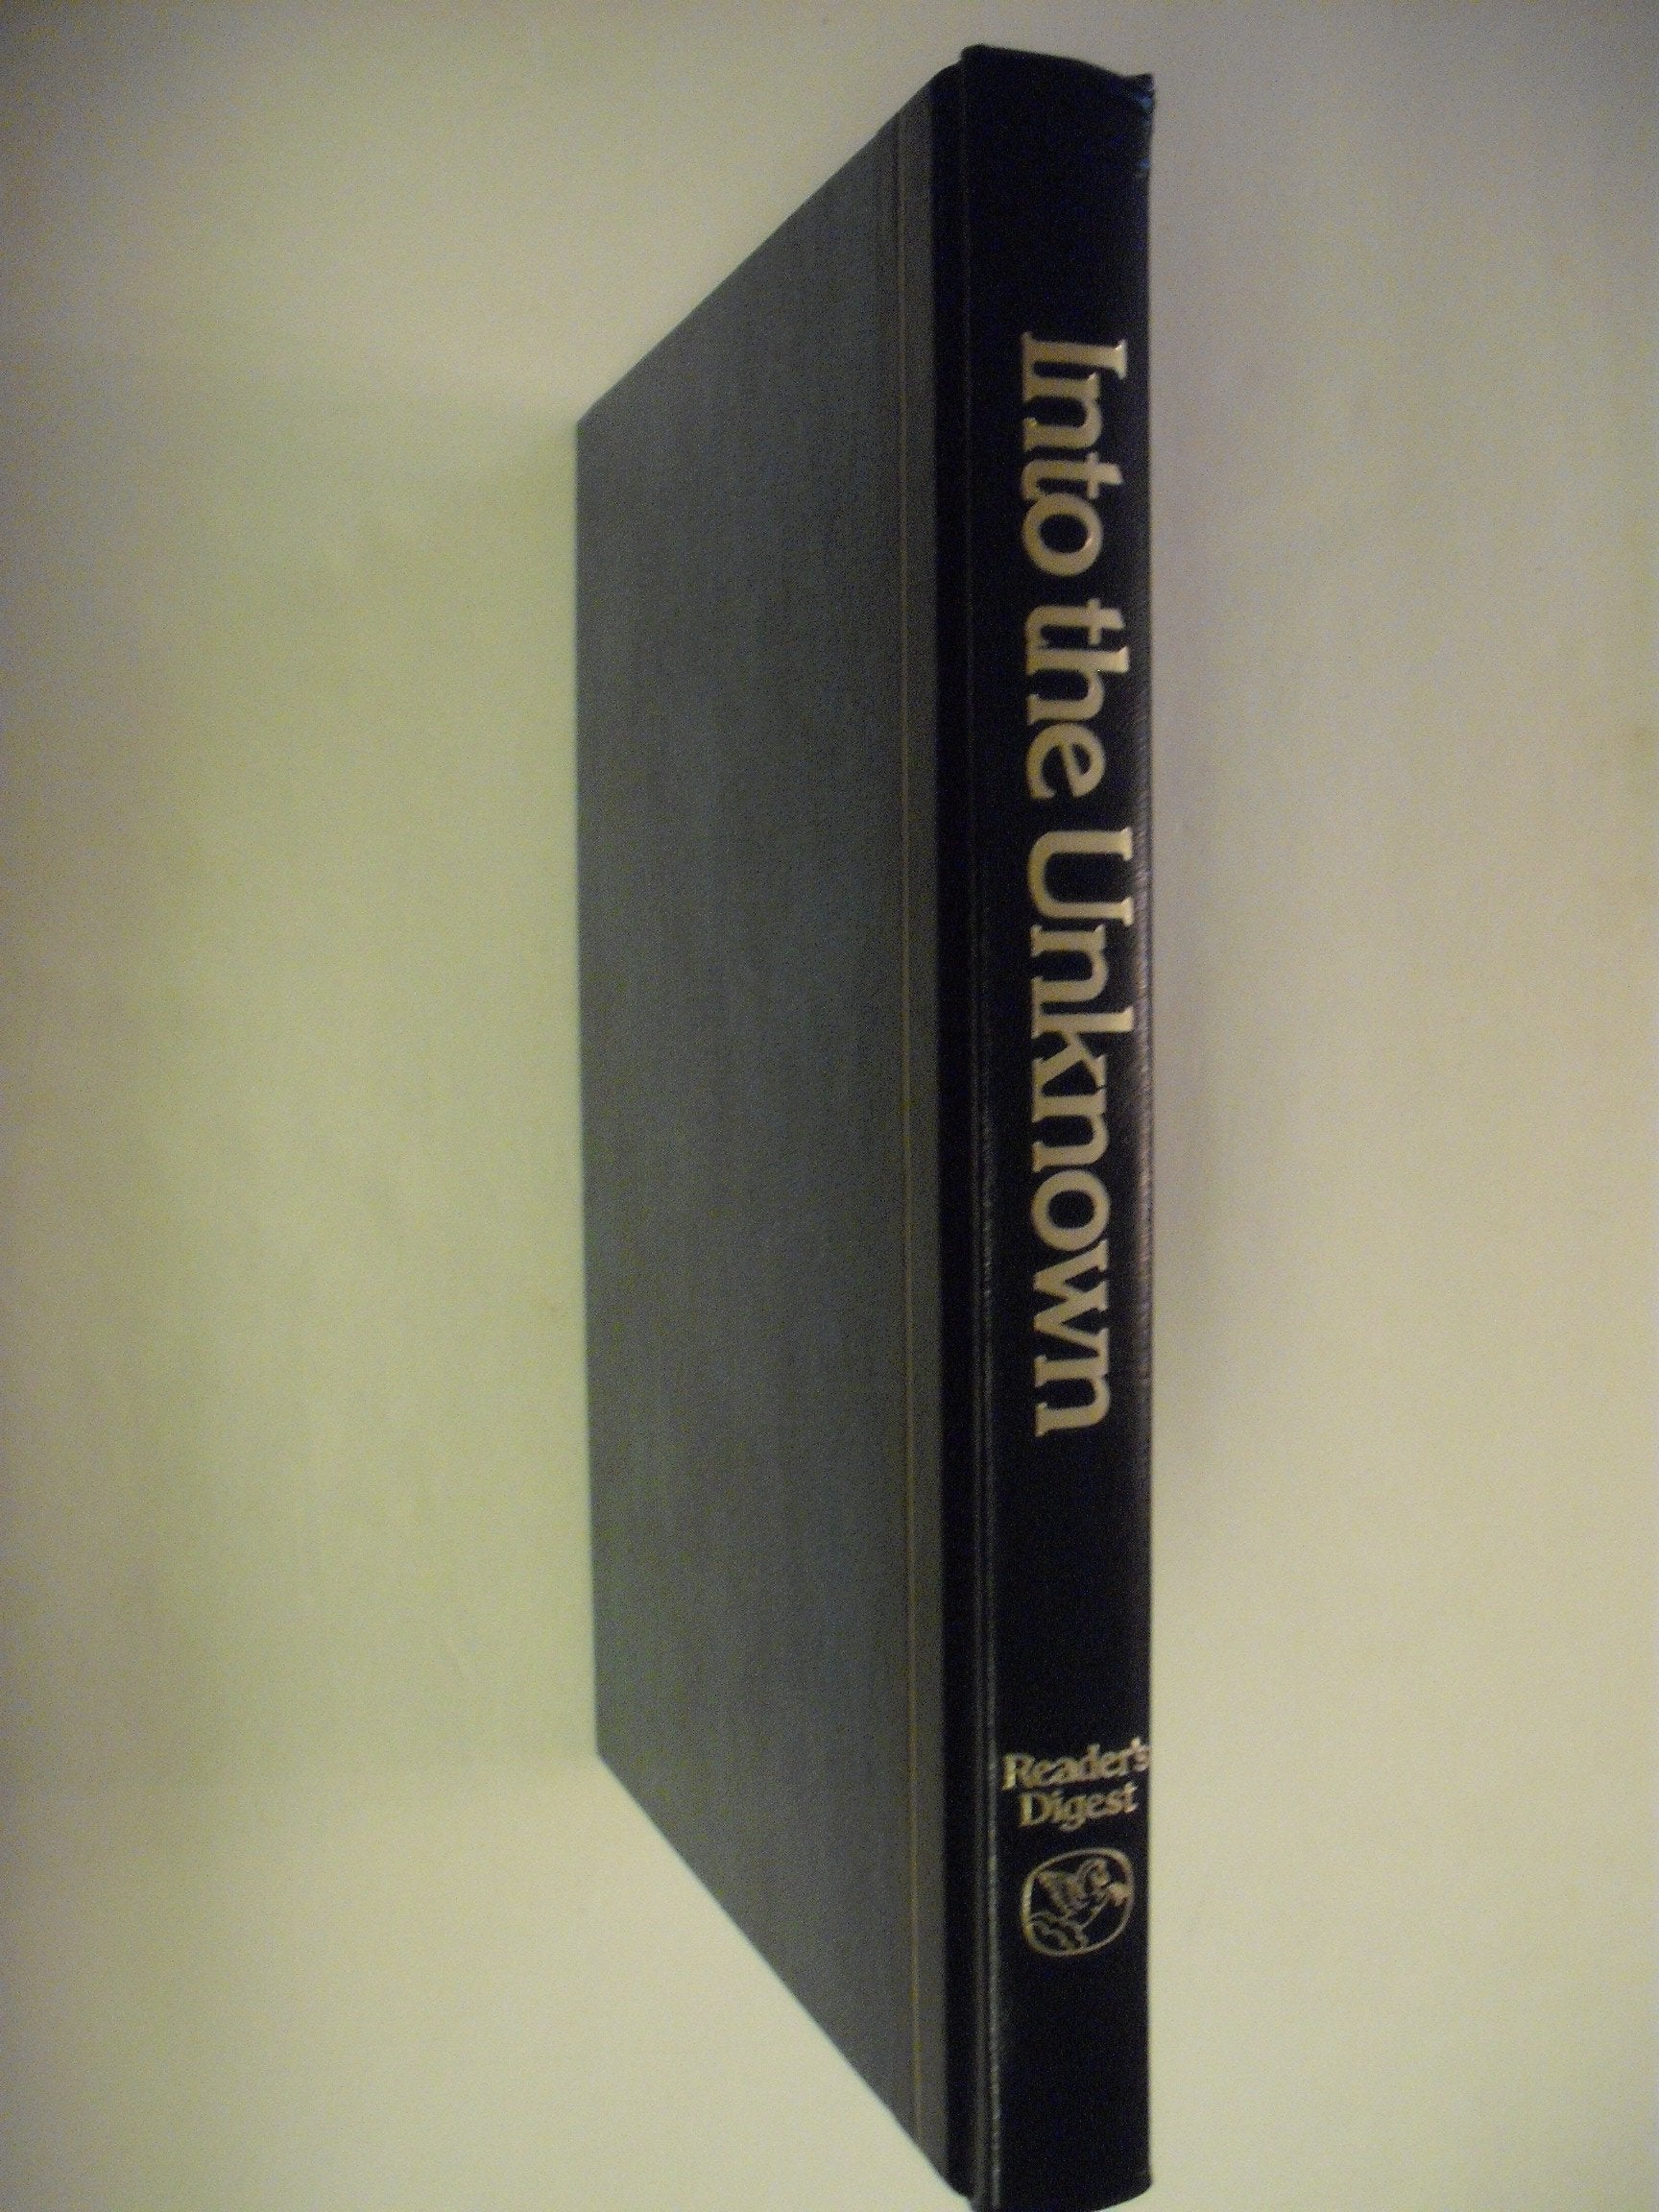 Into the Unknown
Reader's
Digest